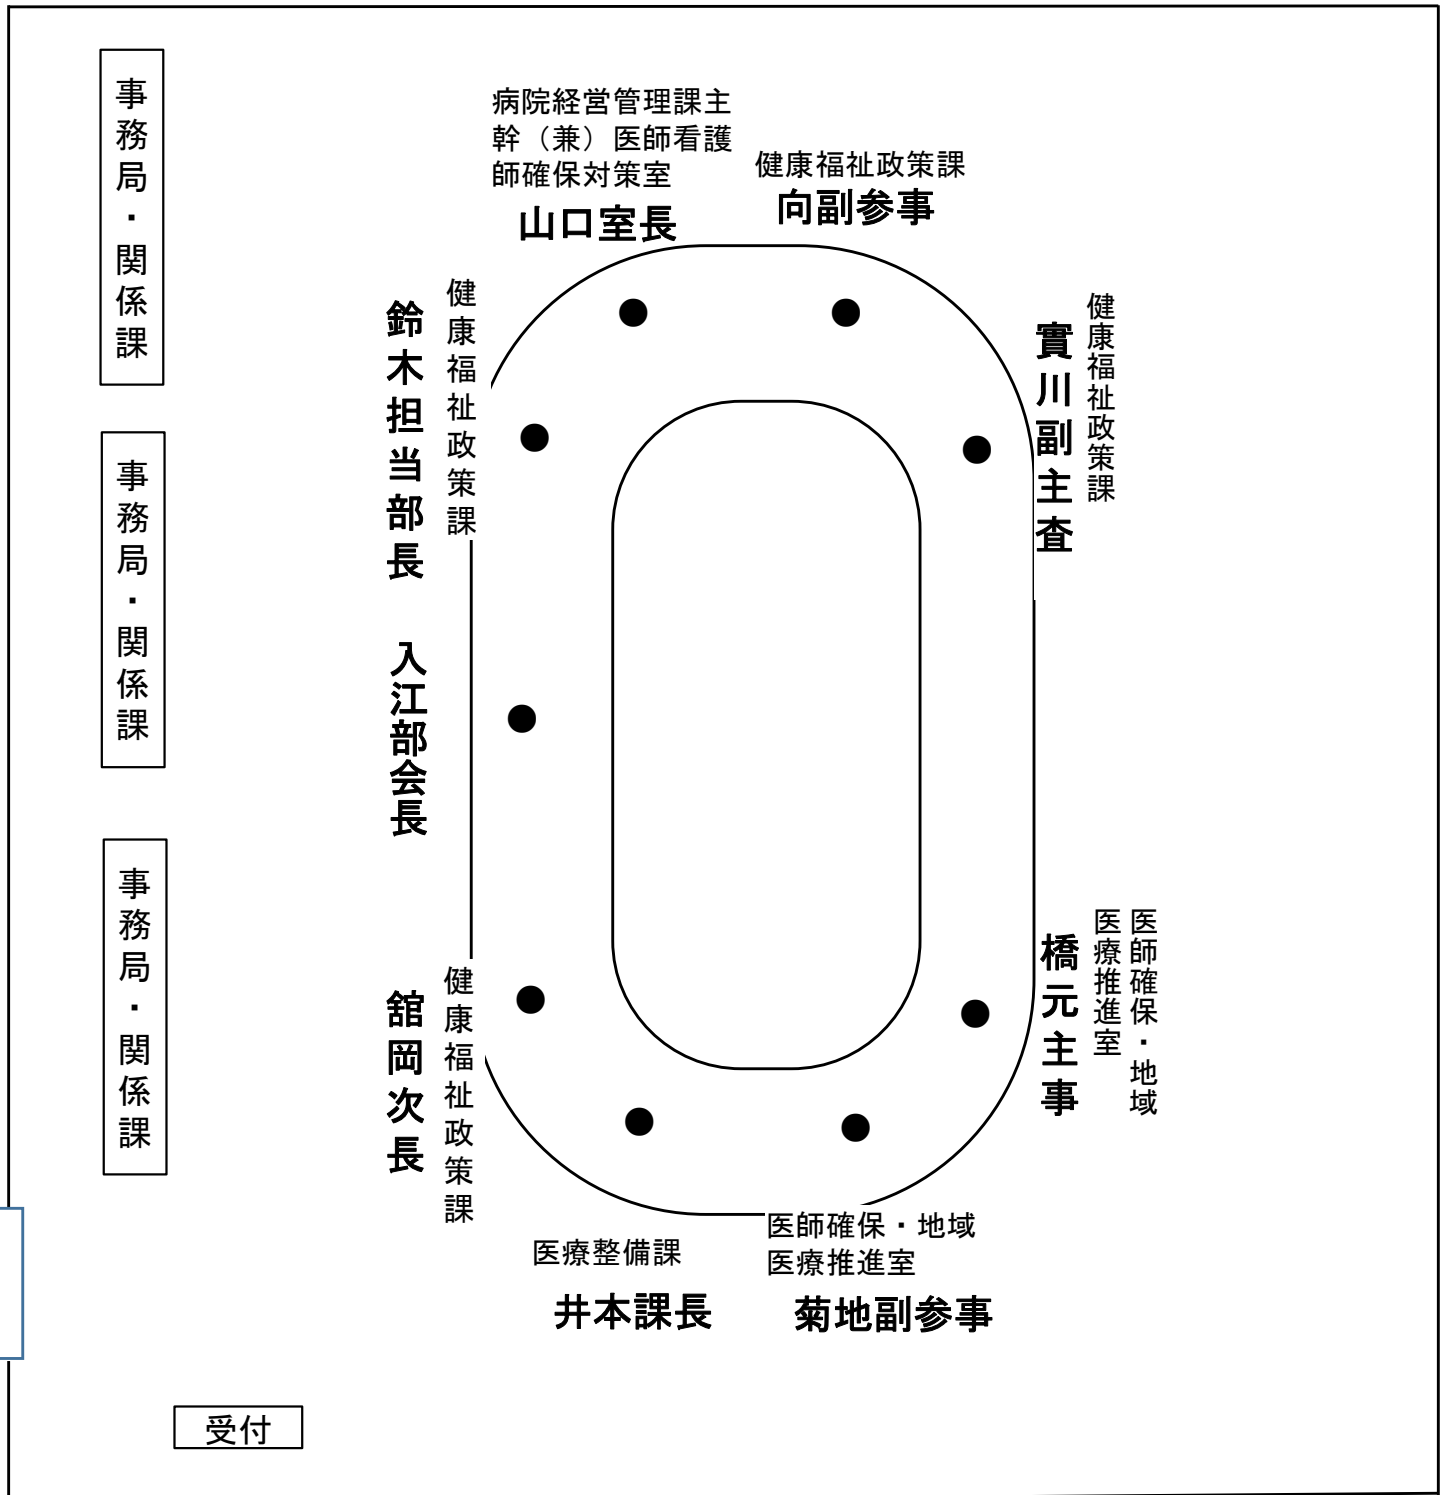 事務局・関係課
事務局・関係課
事務局・関係課
病院経営管理課主
幹（兼）医師看護
師確保対策室
山口室長
健康福祉政策課
向副参事
健康福祉政策課
鈴木担当部長
健康福祉政策課
實川副主査
入江部会長
健康福祉政策課
舘岡次長
医師確保・地域
医療推進室
橋元主事
医療整備課
井本課長
医師確保・地域
医療推進室
菊地副参事
受付